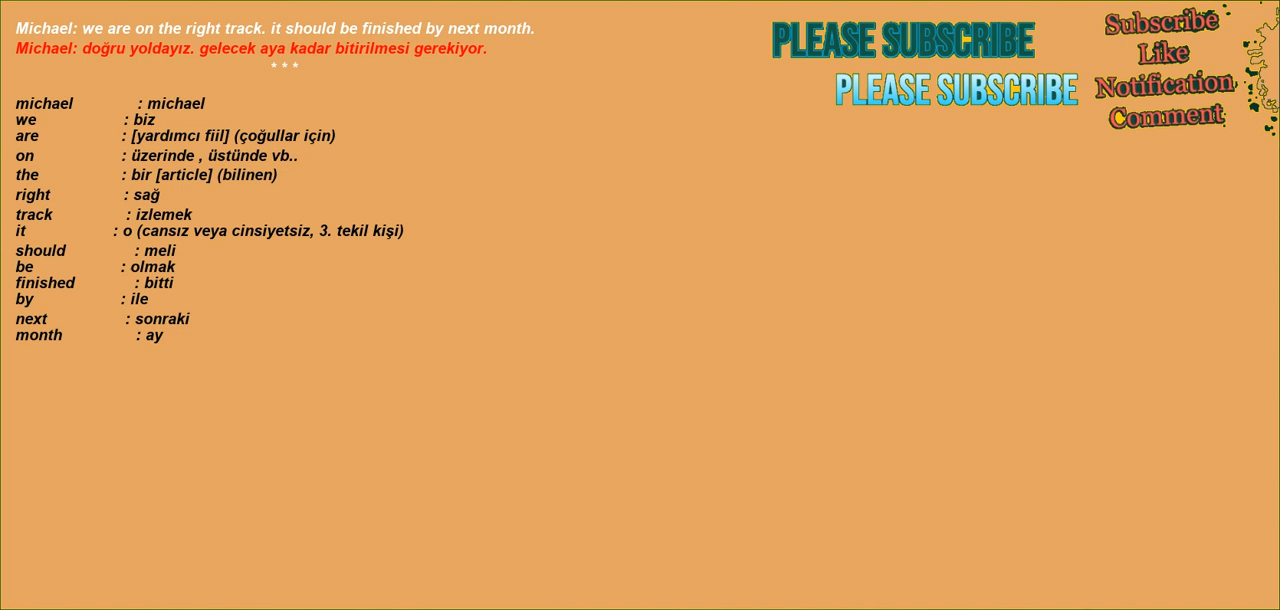 Michael: we are on the right track. it should be finished by next month.
Michael: doğru yoldayız. gelecek aya kadar bitirilmesi gerekiyor.
* * *
michael : michael
we : biz
are : [yardımcı fiil] (çoğullar için)
on : üzerinde , üstünde vb..
the : bir [article] (bilinen)
right : sağ
track : izlemek
it : o (cansız veya cinsiyetsiz, 3. tekil kişi)
should : meli
be : olmak
finished : bitti
by : ile
next : sonraki
month : ay
PLEASE SUBSCRIBE
PLEASE SUBSCRIBE
Subscribe
Like
Notification
Comment